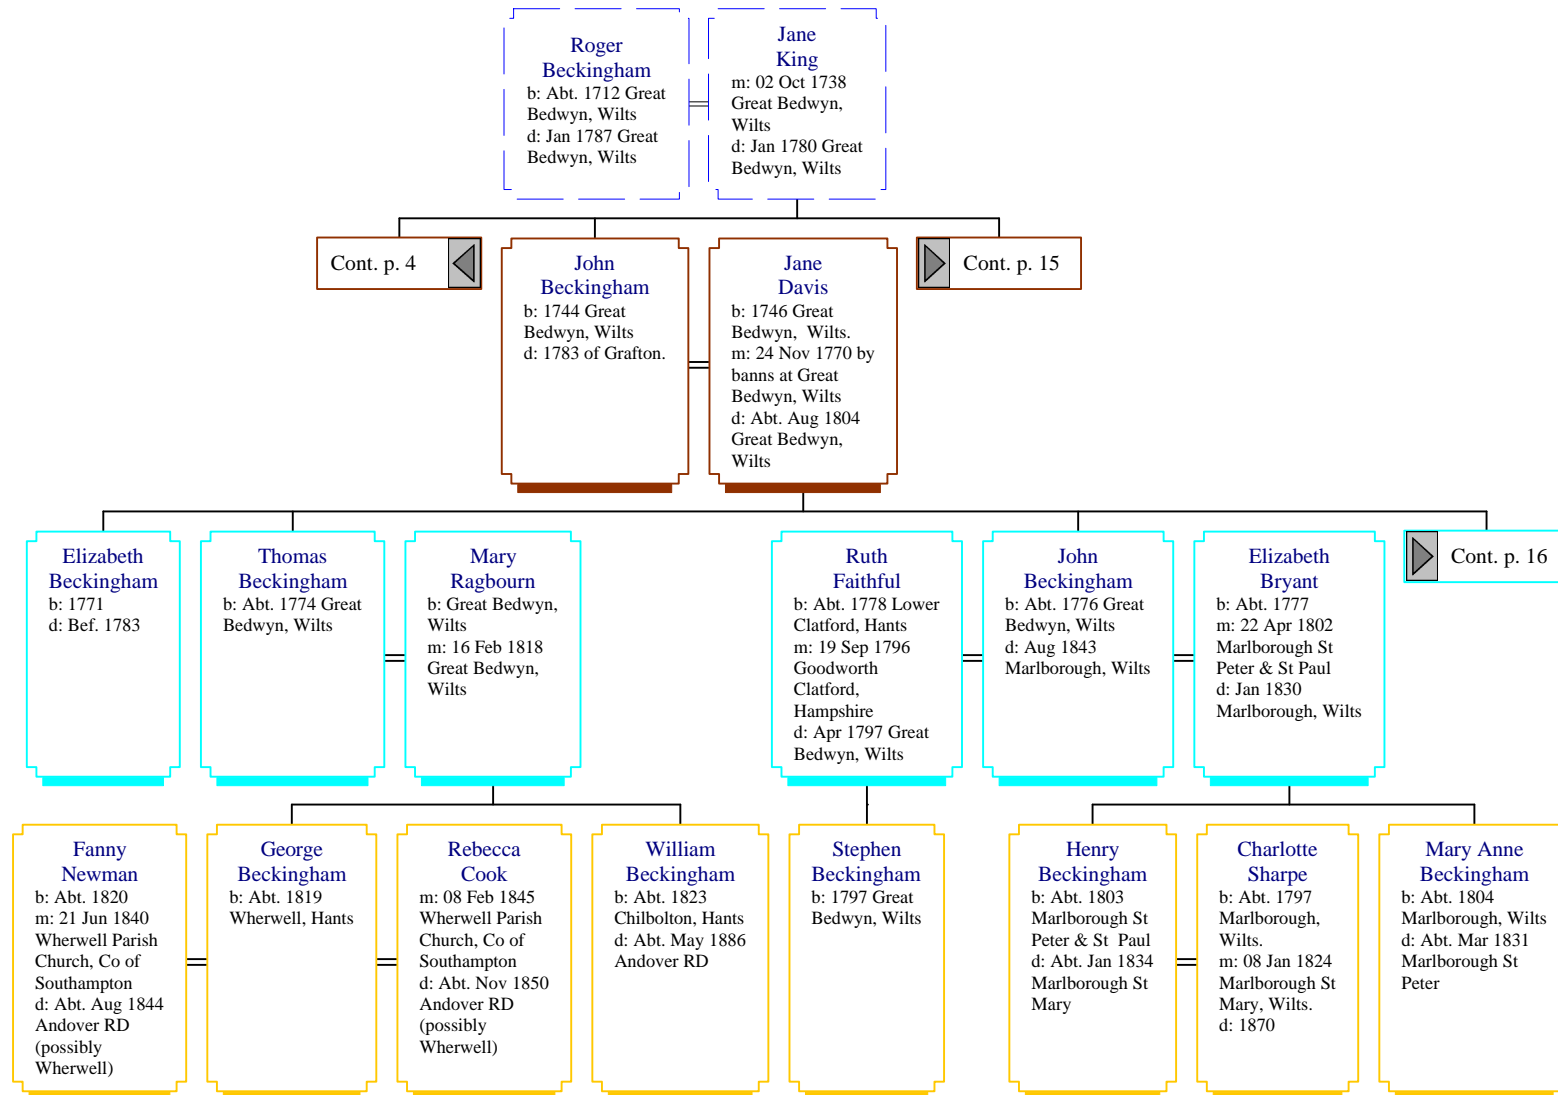 Roger
Beckingham
b: Abt. 1712 Great
Bedwyn, Wilts
d: Jan 1787 Great
Bedwyn, Wilts
Jane
King
m: 02 Oct 1738
Great Bedwyn,
Wilts
d: Jan 1780 Great
Bedwyn, Wilts
Cont. p. 4
John
Beckingham
b: 1744 Great
Bedwyn, Wilts
d: 1783 of Grafton.
Jane
Davis
b: 1746 Great
Bedwyn,  Wilts.
m: 24 Nov 1770 by
banns at Great
Bedwyn, Wilts
d: Abt. Aug 1804
Great Bedwyn,
Wilts
Cont. p. 15
Elizabeth
Beckingham
b: 1771
d: Bef. 1783
Thomas
Beckingham
b: Abt. 1774 Great
Bedwyn, Wilts
Mary
Ragbourn
b: Great Bedwyn,
Wilts
m: 16 Feb 1818
Great Bedwyn,
Wilts
Ruth
Faithful
b: Abt. 1778 Lower
Clatford, Hants
m: 19 Sep 1796
Goodworth
Clatford,
Hampshire
d: Apr 1797 Great
Bedwyn, Wilts
John
Beckingham
b: Abt. 1776 Great
Bedwyn, Wilts
d: Aug 1843
Marlborough, Wilts
Elizabeth
Bryant
b: Abt. 1777
m: 22 Apr 1802
Marlborough St
Peter & St Paul
d: Jan 1830
Marlborough, Wilts
Cont. p. 16
Fanny
Newman
b: Abt. 1820
m: 21 Jun 1840
Wherwell Parish
Church, Co of
Southampton
d: Abt. Aug 1844
Andover RD
(possibly
Wherwell)
George
Beckingham
b: Abt. 1819
Wherwell, Hants
Rebecca
Cook
m: 08 Feb 1845
Wherwell Parish
Church, Co of
Southampton
d: Abt. Nov 1850
Andover RD
(possibly
Wherwell)
William
Beckingham
b: Abt. 1823
Chilbolton, Hants
d: Abt. May 1886
Andover RD
Stephen
Beckingham
b: 1797 Great
Bedwyn, Wilts
Henry
Beckingham
b: Abt. 1803
Marlborough St
Peter & St  Paul
d: Abt. Jan 1834
Marlborough St
Mary
Charlotte
Sharpe
b: Abt. 1797
Marlborough,
Wilts.
m: 08 Jan 1824
Marlborough St
Mary, Wilts.
d: 1870
Mary Anne
Beckingham
b: Abt. 1804
Marlborough, Wilts
d: Abt. Mar 1831
Marlborough St
Peter